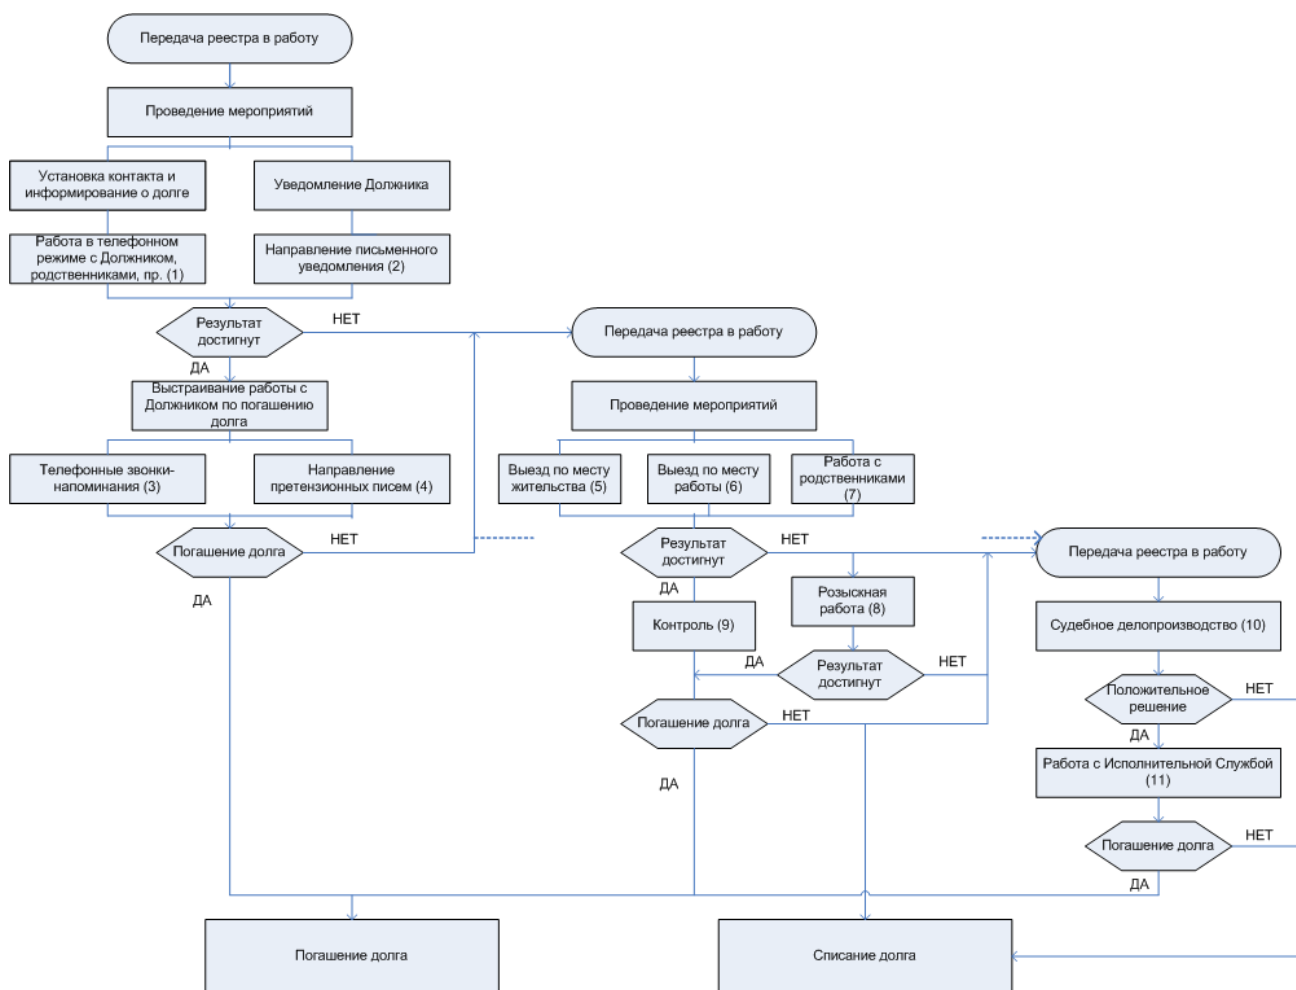 Передача реестра в работу
Проведение мероприятий
Установка контакта и
информирование о долге
Уведомление Должника
Работа в телефонном
режиме с Должником,
родственниками, пр. (1)
Направление письменного
уведомления (2)
Результат
достигнут
НЕТ
ДА
Выстраивание работы с
Должником по погашению
долга
Телефонные звонки-
напоминания (3)
Направление
претензионных писем (4)
Погашение долга
НЕТ
ДА
Передача реестра в работу
Проведение мероприятий
Выезд по месту
жительства (5)
Выезд по месту
работы (6)
Работа с
родственниками
(7)
Результат
достигнут
НЕТ
ДА
Розыскная
работа (8)
Контроль (9)
Результат
достигнут
ДА
НЕТ
Погашение долга
НЕТ
ДА
Передача реестра в работу
Судебное делопроизводство (10)
Положительное
решение
НЕТ
ДА
Работа с Исполнительной Службой
(11)
Погашение долга
НЕТ
ДА
Погашение долга
Списание долга